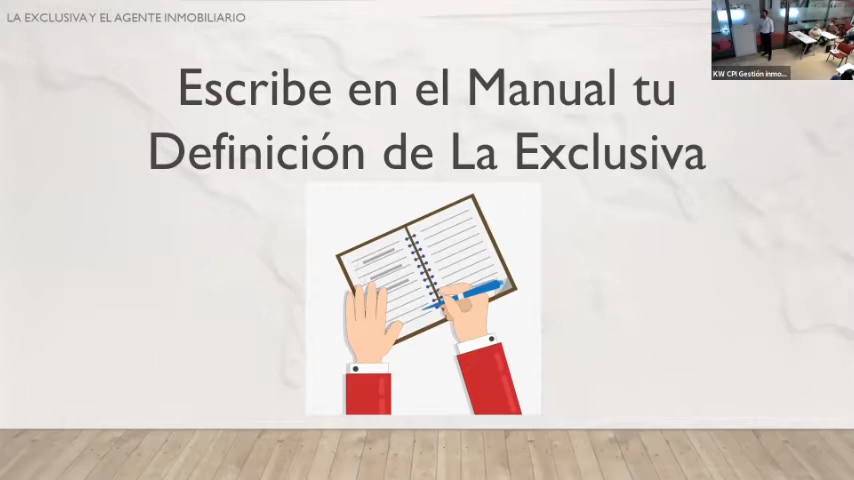 LA EXCLUSIVA Y EL AGENTE INMOBILIARIO
KW CPI Gestión inmo...
Escribe en el Manual tu
Definición de La Exclusiva